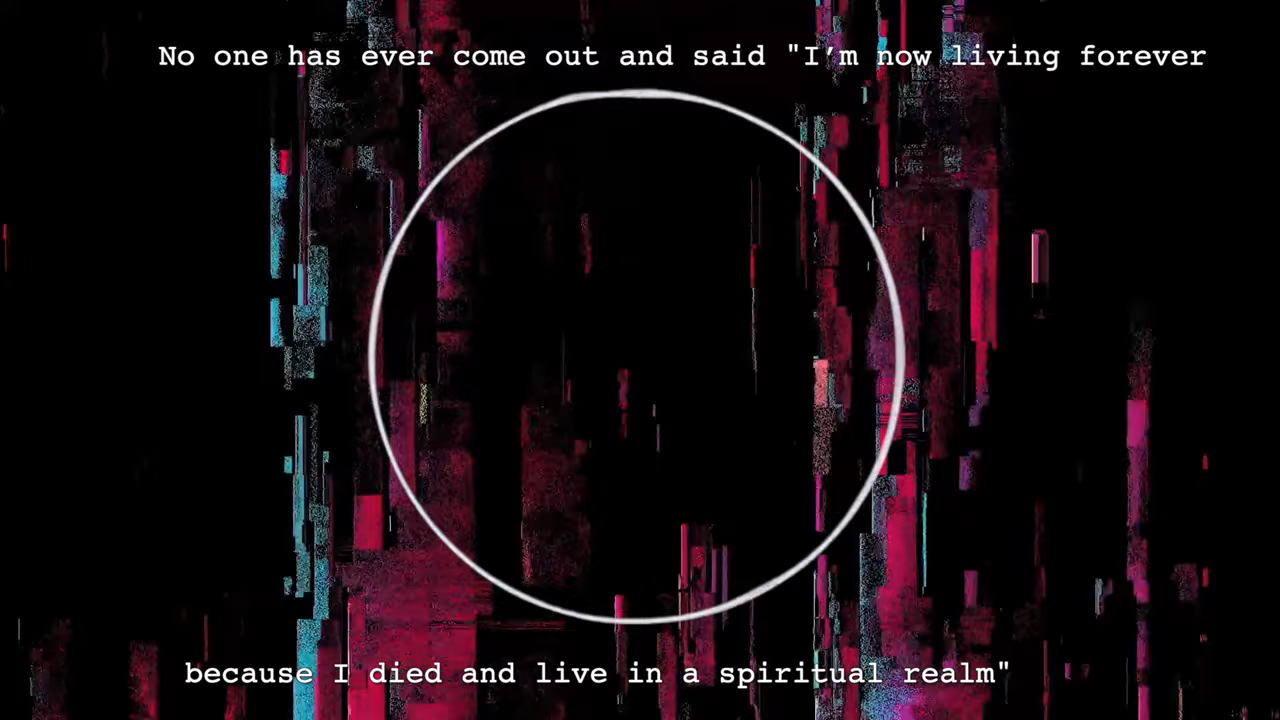 No one has ever come out and said "I’m now living forever
because I died and live in a spiritual realm"